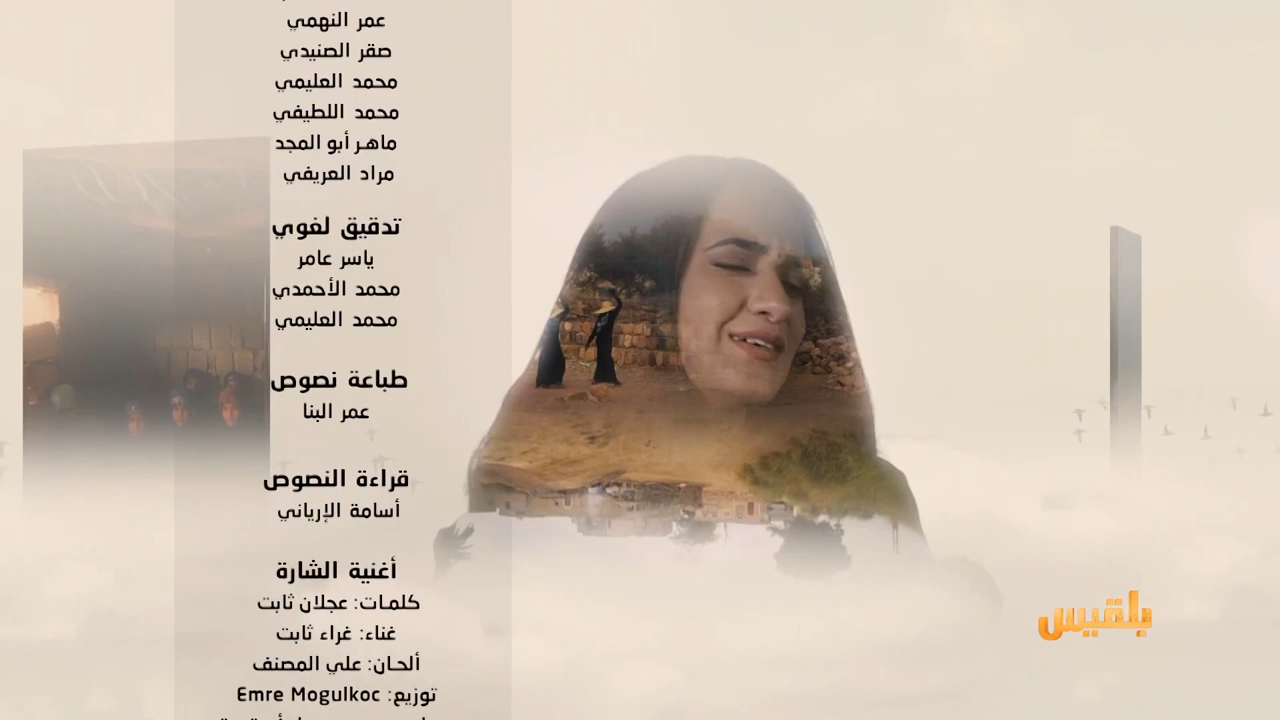 عمر النهمي
صقر الصنيدي
محمد العليمي
محمد اللطيفي
ماهر أبو المجد
مراد العريفي
تدقيق لغوي
ياسر عامر
محمد الأحمدي
محمد العليمي
طباعة نصوص
عمر البنا
قراءة النصوص
أسامة الإرياني
أغنية الشارة
كلمات: عجلان ثابت
غناء: غراء ثابت
ألحان: علي المصنف
توزيع: Emre Mogulkoc
بلقيس